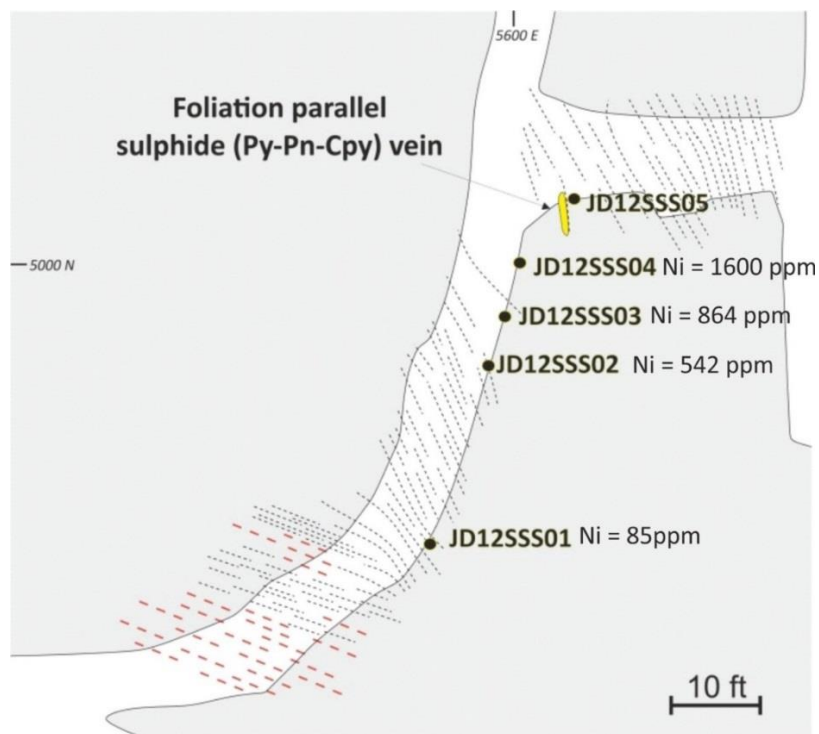 5600 E
Foliation parallel
sulphide (Py-Pn-Cpy) vein
JD12SSS05
5000 N
JD12SSS04 Ni = 1600 ppm
JD12SSS03 Ni = 864 ppm
JD12SSS02 Ni = 542 ppm
JD12SSS01 Ni = 85ppm
10 ft